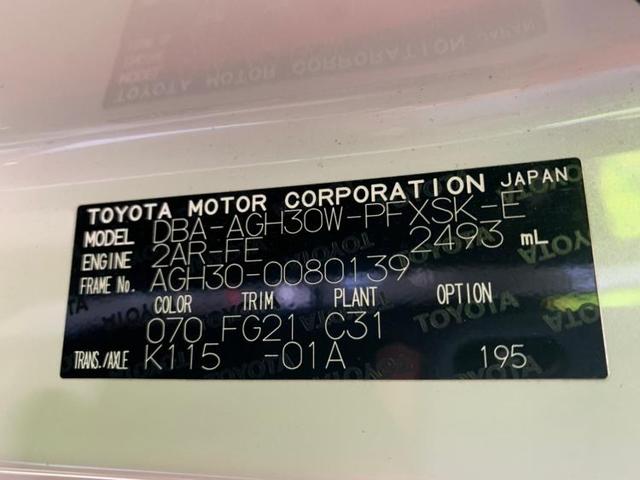 TOYOTA MOTOR CORPORATION JAPAN
MODEL DBA-AGH30W-PFXSK-E
ENGINE 2AR-FE 2493 mL
FRAME No. AGH30-0080139
COLOR TRIM PLANT OPTION
070 FG21 C31
TRANS./AXLE K115 -01A 195